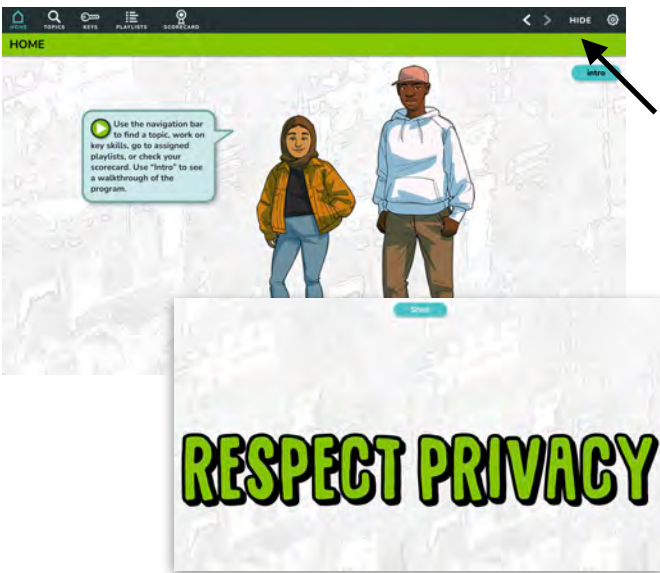 HOME TOPICS KEYS PLAYLISTS SCORECARD < > HIDE
HOME
intro
Use the navigation bar
to find a topic, work on
key skills, go to assigned
playlists, or check your
scorecard. Use “Intro” to see
a walkthrough of the
program.
RESPECT PRIVACY